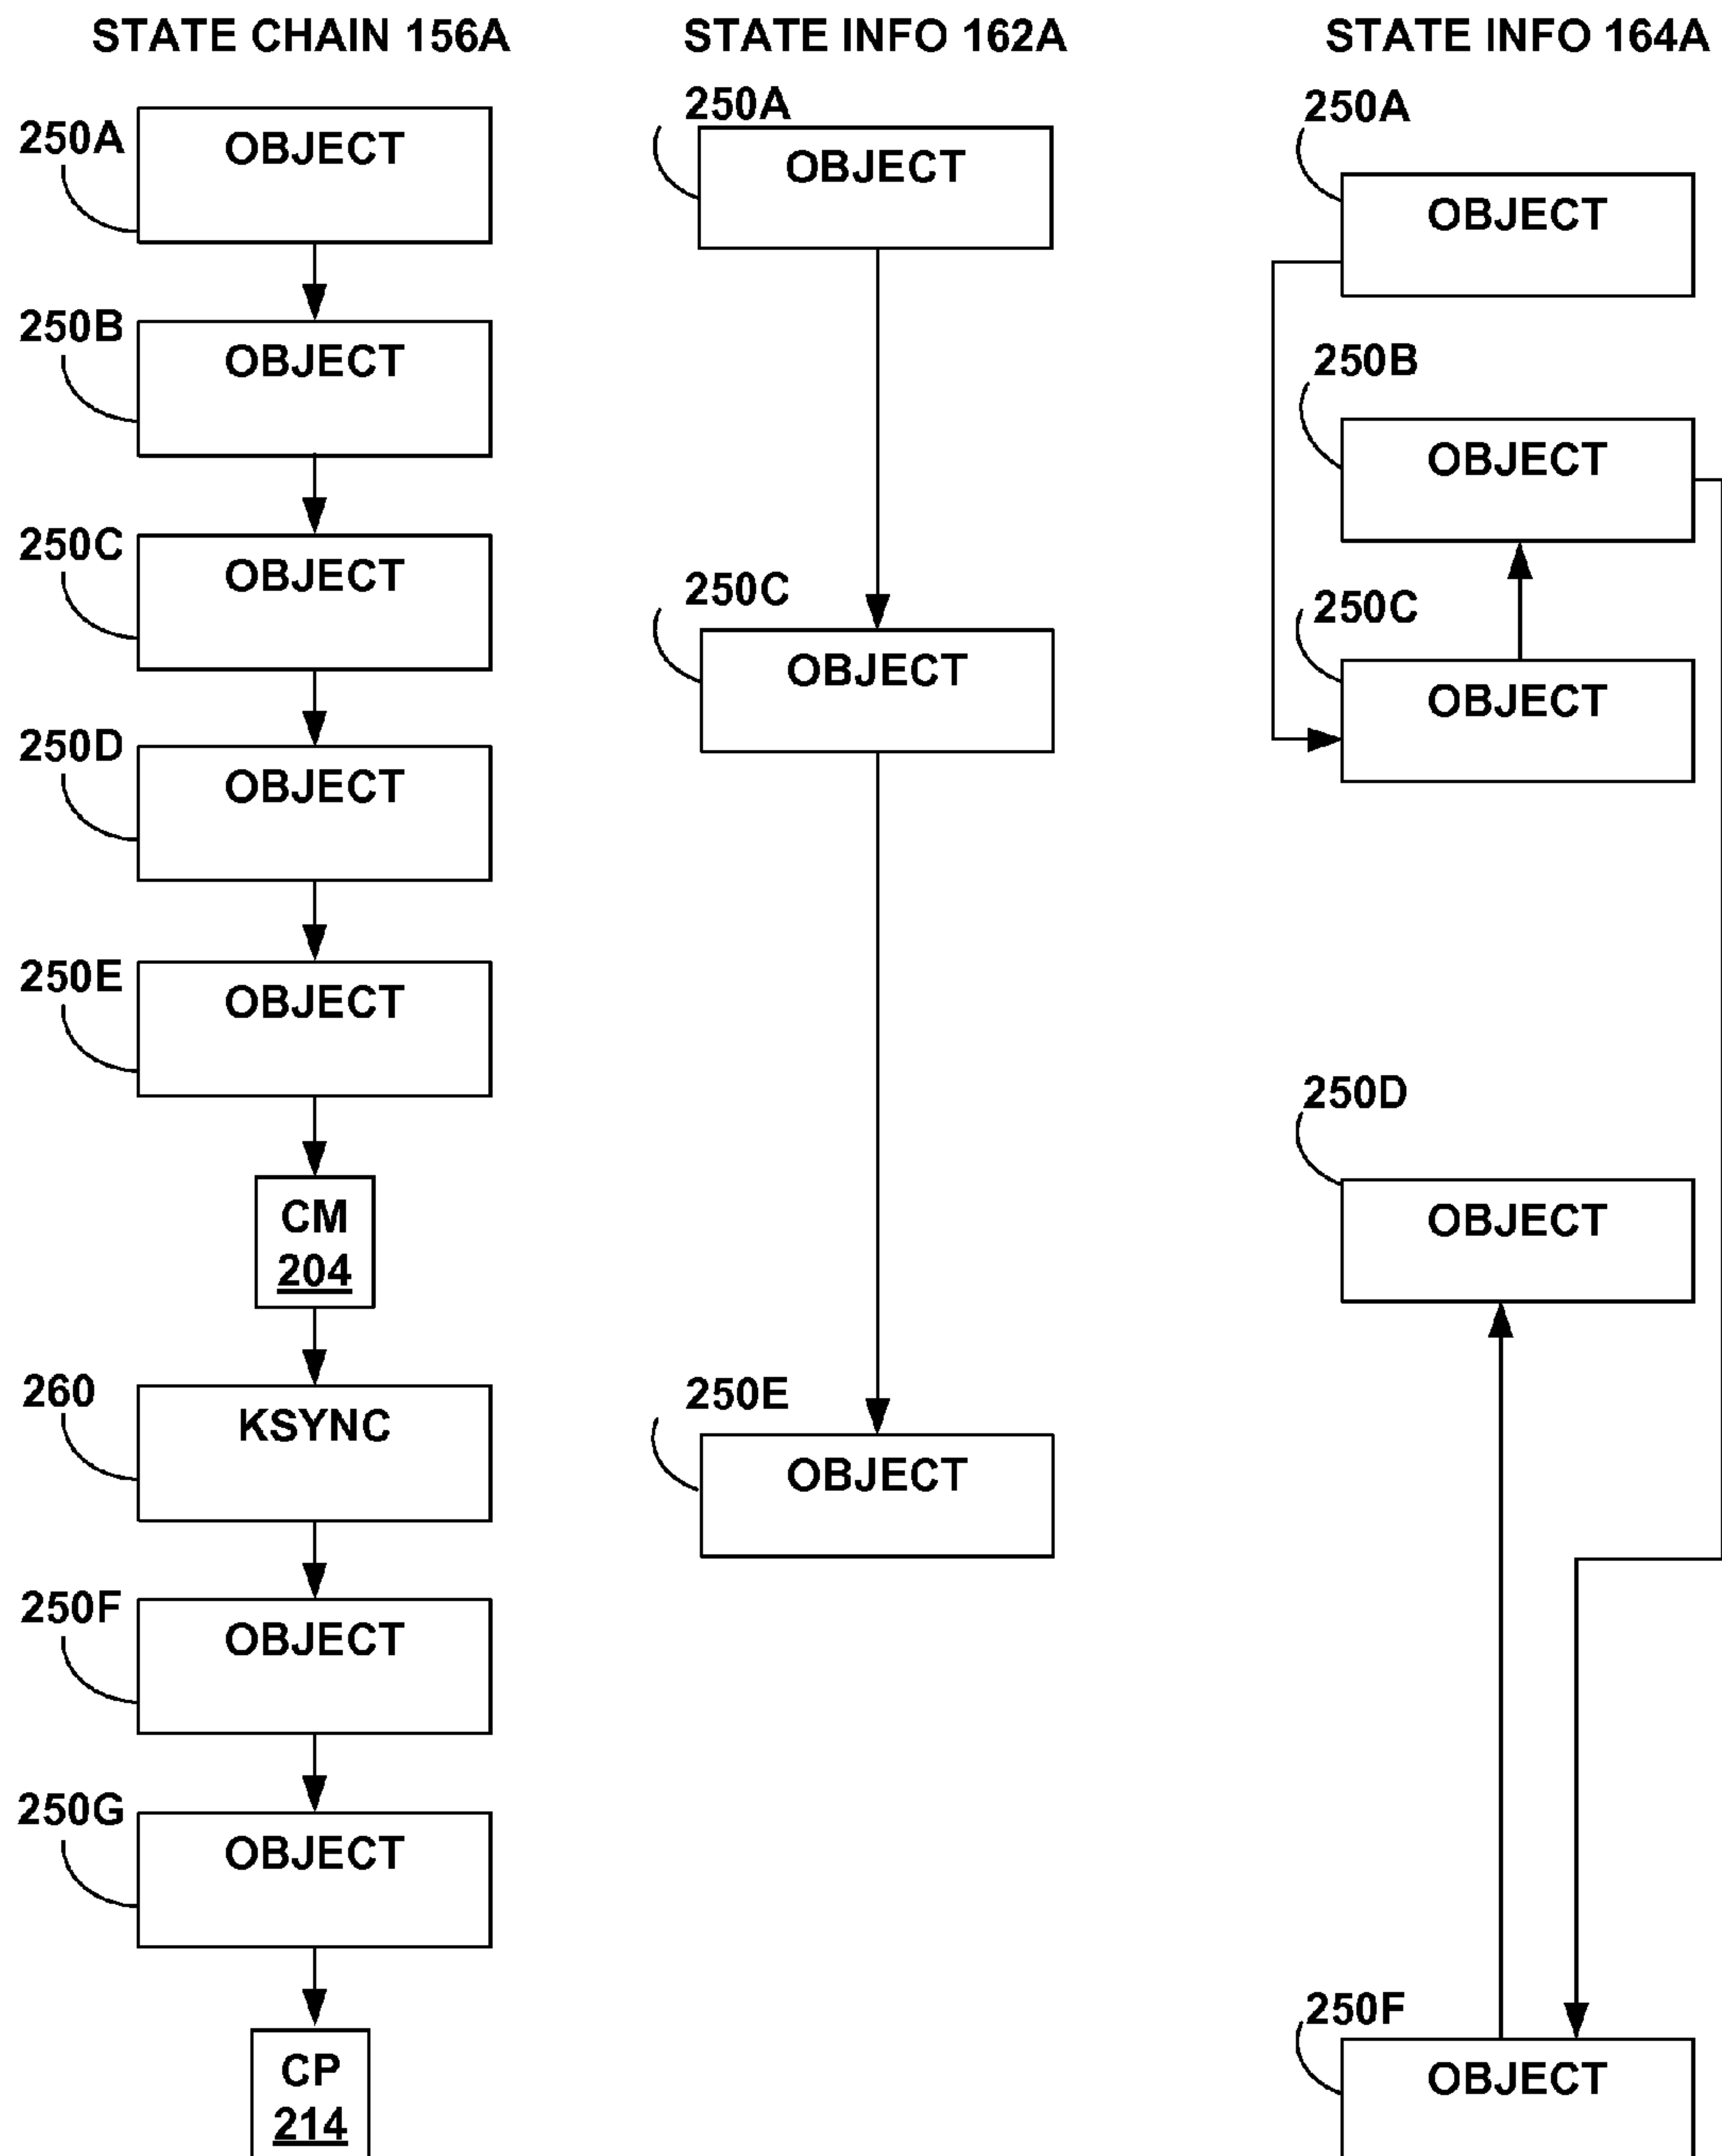 STATE CHAIN 156A
250A
OBJECT
250B
OBJECT
250C
OBJECT
250D
OBJECT
250E
OBJECT
CM
204
260
KSYNC
250F
OBJECT
250G
OBJECT
CP
214
STATE INFO 162A
250A
OBJECT
250C
OBJECT
250E
OBJECT
STATE INFO 164A
250A
OBJECT
250B
OBJECT
250C
OBJECT
250D
OBJECT
250F
OBJECT